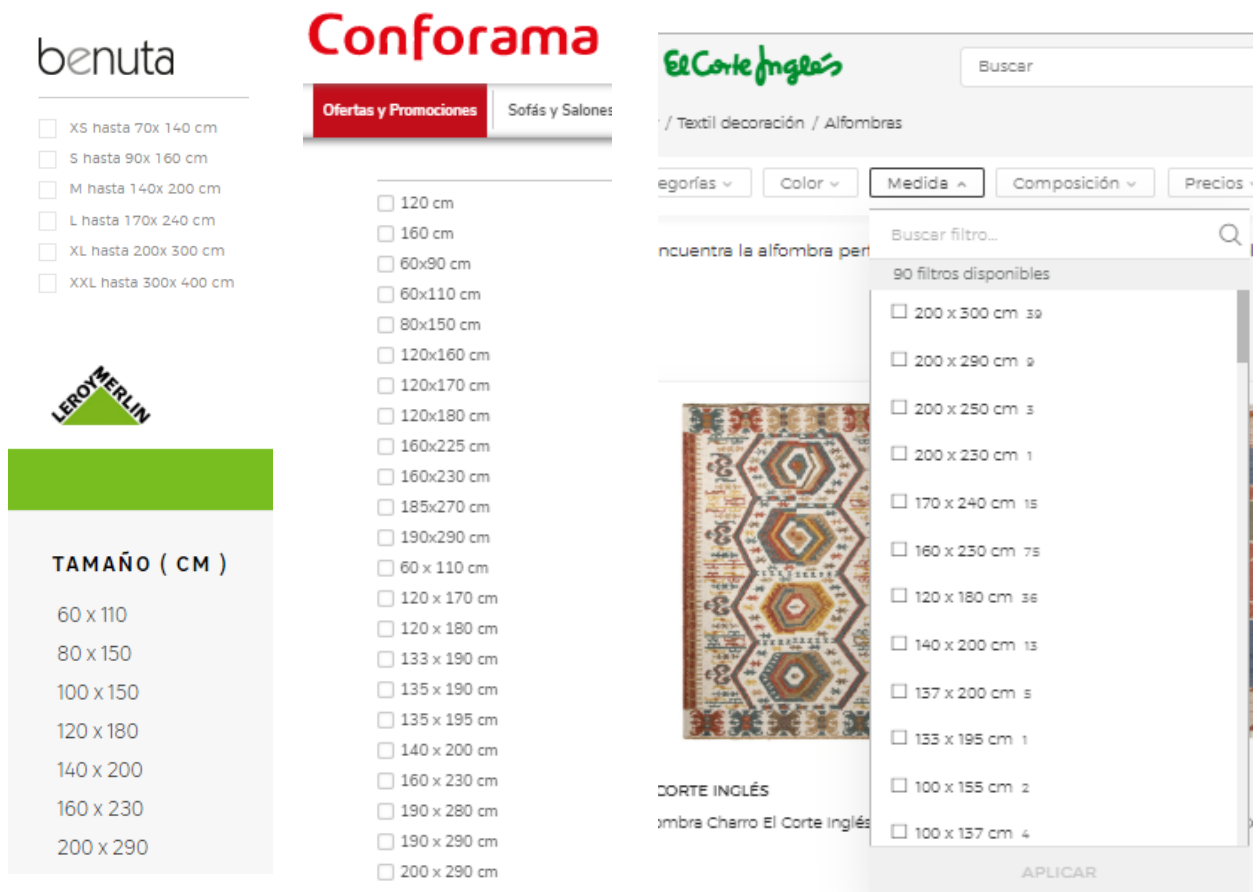 benuta
XS hasta 70x 140 cm
S hasta 90x 160 cm
M hasta 140x 200 cm
L hasta 170x 240 cm
XL hasta 200x 300 cm
XXL hasta 300x 400 cm
LEROY MERLIN
TAMAÑO ( CM )
60 x 110
80 x 150
100 x 150
120 x 180
140 x 200
160 x 230
200 x 290
Conforama
Ofertas y Promociones
Sofás y Salones
120 cm
160 cm
60x90 cm
60x110 cm
80x150 cm
120x160 cm
120x170 cm
120x180 cm
160x225 cm
160x230 cm
185x270 cm
190x290 cm
60 x 110 cm
120 x 170 cm
120 x 180 cm
133 x 190 cm
135 x 190 cm
135 x 195 cm
140 x 200 cm
160 x 230 cm
190 x 280 cm
190 x 290 cm
200 x 290 cm
El Corte Inglés
Buscar
/ Textil decoración / Alfombras
egorías
Color
Medida
Composición
Precios
ncuentra la alfombra per
Buscar filtro...
90 filtros disponibles
200 x 300 cm 39
200 x 290 cm 9
200 x 250 cm 3
200 x 230 cm 1
170 x 240 cm 15
160 x 230 cm 75
120 x 180 cm 36
140 x 200 cm 13
137 x 200 cm 5
133 x 195 cm 1
100 x 155 cm 2
100 x 137 cm 4
APLICAR
CORTE INGLÉS
ombra Charro El Corte Inglés